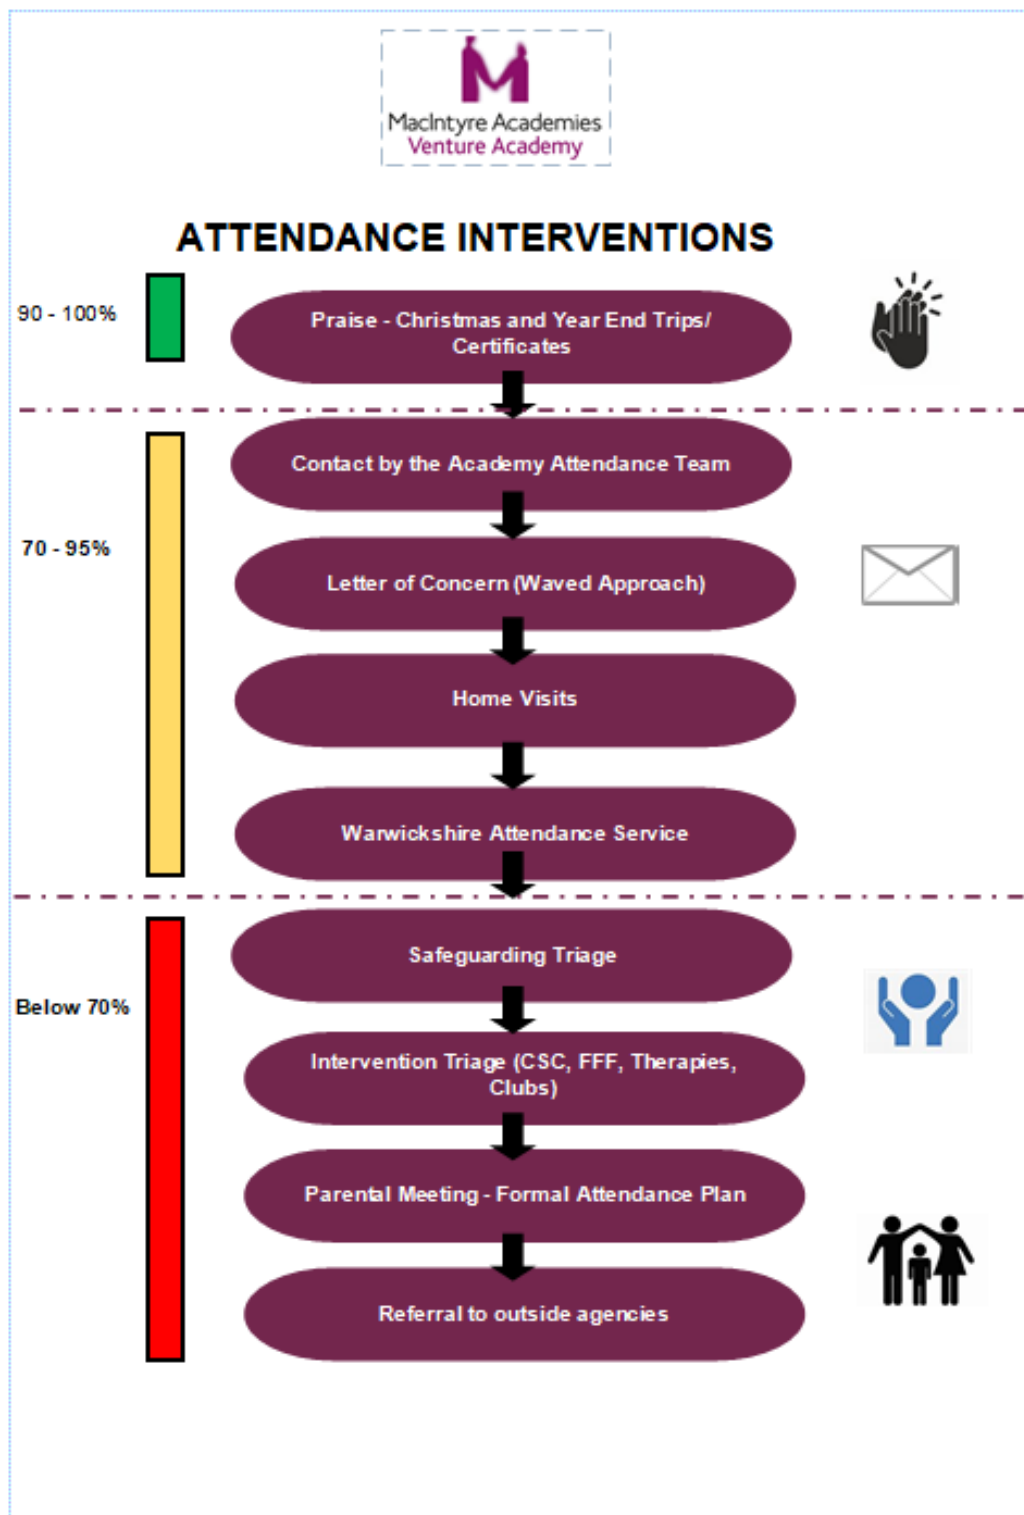 MacIntyre Academies
Venture Academy
ATTENDANCE INTERVENTIONS
90 - 100%
Praise - Christmas and Year End Trips/
Certificates
Contact by the Academy Attendance Team
70 - 95%
Letter of Concern (Waved Approach)
Home Visits
Warwickshire Attendance Service
Safeguarding Triage
Below 70%
Intervention Triage (CSC, FFF, Therapies,
Clubs)
Parental Meeting - Formal Attendance Plan
Referral to outside agencies